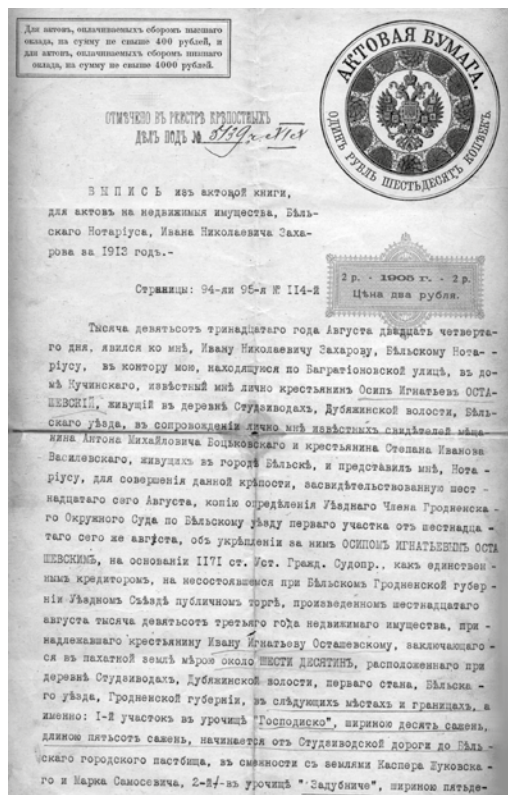 Для актовъ, оплачиваемыхъ сборомъ высшаго
оклада, на сумму не свыше 400 рублей, и
для актовъ, оплачиваемыхъ сборомъ низшаго
оклада, на сумму не свыше 4000 рублей.
АКТОВАЯ БУМАГА.
ОДИНЪ РУБЛЬ ШЕСТЬДЕСЯТЪ КОПѢЕКЪ
ОТМѢЧЕНО ВЪ РЕЕСТРѢ КРѢПОСТНЫХЪ
ДѢЛЪ ПОДЪ №
ВЫПИСЬ изъ актовой книги,
для актовъ на недвижимыя имущества, Бѣль-
скаго Нотаріуса, Ивана Николаевича Заха-
рова за 1913 годъ.-
2 р. - 1905 г. - 2 р.
Цѣна два рубля.
Страницы: 94-яи 95-я № 114-й
Тысяча девятьсот тринадцатаго года Августа двадцать четверта-
го дня, явился ко мнѣ, Ивану Николаевичу Захарову, Бѣльскому Нота-
ріусу, въ контору мою, находящуюся по Багратіоновской улицѣ, въ до-
мѣ Кучинскаго, извѣстный мнѣ лично крестьянинъ Осипъ Игнатьевъ ОСТА-
ШЕВСКІЙ, живущій въ деревнѣ Студзиводахъ, Дубяжинской волости, Бѣль-
скаго уѣзда, въ сопровожденіи лично мнѣ извѣстныхъ свидѣтелей мѣща-
нина Антона Михайловича Боцьковскаго и крестьянина Степана Иванова
Василевскаго, живущихъ въ городѣ Бѣльскѣ, и представилъ мнѣ, Нота-
ріусу, для совершенія данной крѣпости, засвидѣтельствованную шест-
надцатаго сего Августа, копію опредѣленія Уѣзднаго Члена Гродненска-
го Окружного Суда по Бѣльскому уѣзду перваго участка отъ шестнадца-
таго сего же августа, объ укрѣпленіи за нимъ ОСИПОМЪ ИГНАТЬЕВЫМЪ ОСТА
ШЕВСКИМЪ, на основаніи 1171 ст. Уст. Гражд. Судопр., какъ единствен-
нымъ кредиторомъ, на несостоявшемся при Бѣльскомъ Гродненской губер-
ніи Уѣздномъ Съѣздѣ публичномъ торгѣ, произведенномъ шестнадцатаго
августа тысяча девятьсотъ третьяго года недвижимаго имущества, при-
надлежавшаго крестьянину Ивану Игнатьеву Осташевскому, заключающаго-
ся въ пахатной землѣ мѣрою около ШЕСТИ ДЕСЯТИНЪ, расположеннаго при
деревнѣ Студзиводахъ, Дубяжинской волости, перваго стана, Бѣльска-
го уѣзда, Гродненской губерніи, въ слѣдующихъ мѣстахъ и границахъ, а
именно: 1-й участокъ въ урочищѣ "Господиско", шириною десять сажень,
длиною пятьсотъ сажень, начинается отъ Студзиводской дороги до Бѣль-
скаго городского пастбища, въ смежности съ землями Каспера Жуковска-
го и Марка Самосевича, 2-й-въ урочищѣ "Задубниче", шириною пятьде-